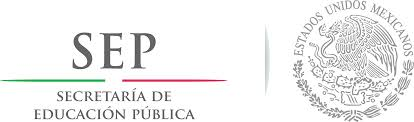 SEP
SECRETARÍA DE
EDUCACIÓN PÚBLICA
ESTADOS UNIDOS MEXICANOS